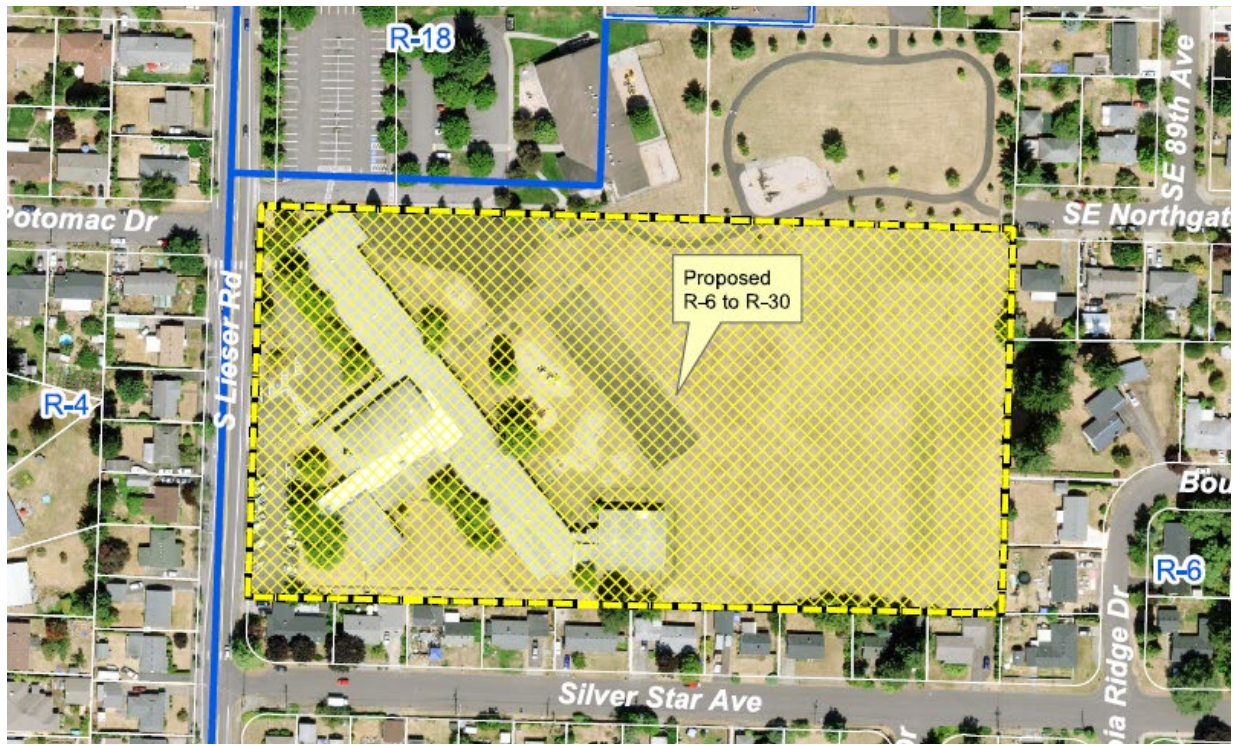 R-18
SE 89th Ave
Potomac Dr
SE Northgat
Proposed
R-6 to R-30
S Lieser Rd
R-4
Bou
R-6
Silver Star Ave
ia Ridge Dr
Dr